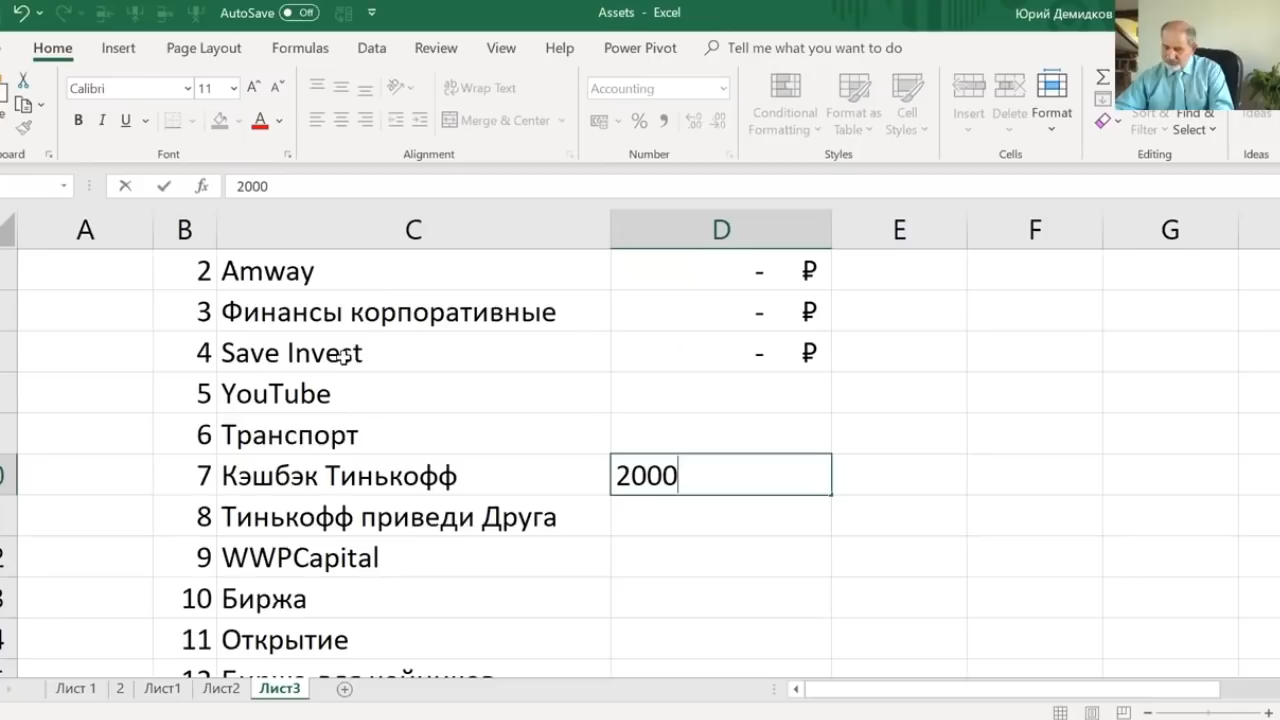 AutoSave Off Assets - Excel Юрий Демидков
Home Insert Page Layout Formulas Data Review View Help Power Pivot Tell me what you want to do
Calibri 11 Wrap Text Accounting Conditional Formatting Format as Table Cell Styles Insert Delete Format Sort & Filter Find & Select Ideas
B I U Merge & Center %
Font Alignment Number Styles Cells Editing Ideas
fx 2000
A B C D E F G
2 Amway - ₽
3 Финансы корпоративные - ₽
4 Save Invest - ₽
5 YouTube
6 Транспорт
7 Кэшбэк Тинькофф 2000
8 Тинькофф приведи Друга
9 WWPCapital
10 Биржа
11 Открытие
Лист 1 2 Лист1 Лист2 Лист3